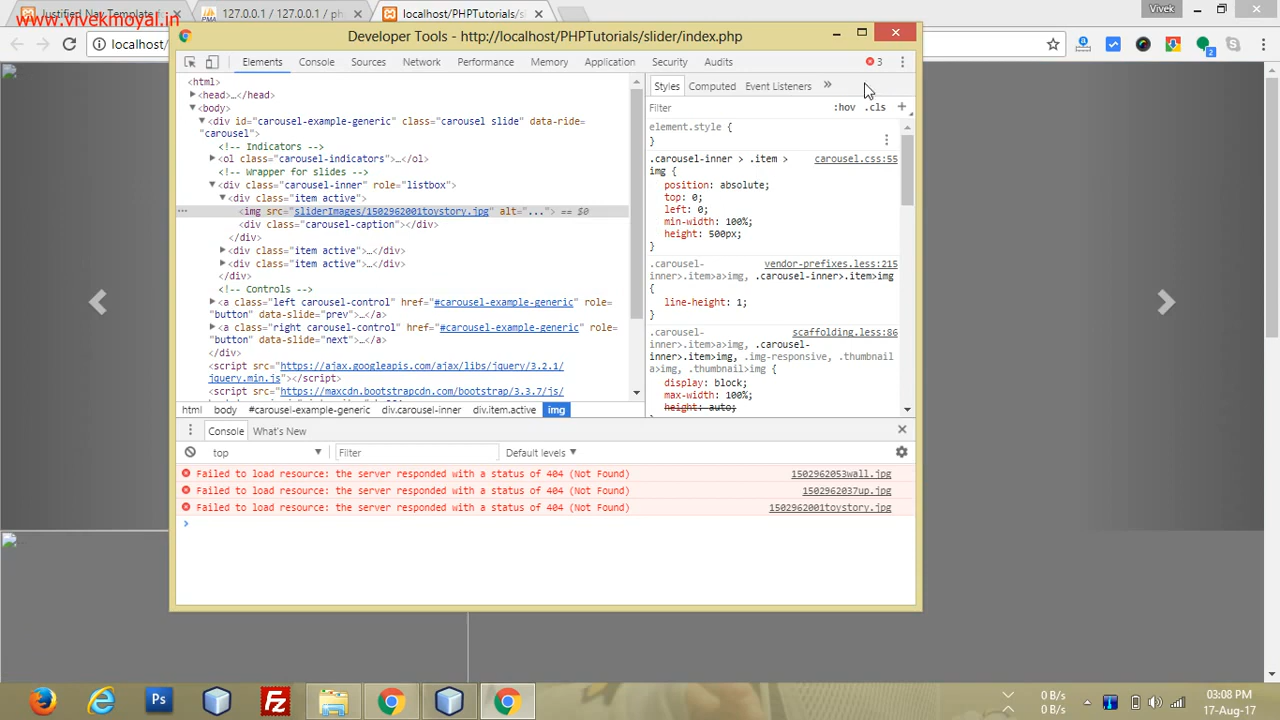 Justified Nav Template
127.0.0.1 / 127.0.0.1 / ph
localhost/PHPTutorials/sl
Vivek
www.vivekmoyal.in
localhost/
Developer Tools - http://localhost/PHPTutorials/slider/index.php
Elements Console Sources Network Performance Memory Application Security Audits 3
<html>
<head>…</head>
<body>
<div id="carousel-example-generic" class="carousel slide" data-ride=
"carousel">
<!-- Indicators -->
<ol class="carousel-indicators">…</ol>
<!-- Wrapper for slides -->
<div class="carousel-inner" role="listbox">
<div class="item active">
<img src="sliderImages/1502962001toystory.jpg" alt="..."> == $0
<div class="carousel-caption"></div>
</div>
<div class="item active">…</div>
<div class="item active">…</div>
</div>
<!-- Controls -->
<a class="left carousel-control" href="#carousel-example-generic" role=
"button" data-slide="prev">…</a>
<a class="right carousel-control" href="#carousel-example-generic" role=
"button" data-slide="next">…</a>
</div>
<script src="https://ajax.googleapis.com/ajax/libs/jquery/3.2.1/
jquery.min.js"></script>
<script src="https://maxcdn.bootstrapcdn.com/bootstrap/3.3.7/js/
html body #carousel-example-generic div.carousel-inner div.item.active img
Styles Computed Event Listeners »
Filter :hov .cls +
element.style {
}
.carousel-inner > .item > carousel.css:55
img {
position: absolute;
top: 0;
left: 0;
min-width: 100%;
height: 500px;
}
.carousel- vendor-prefixes.less:215
inner>.item>a>img, .carousel-inner>.item>img
{
line-height: 1;
}
.carousel- scaffolding.less:86
inner>.item>a>img, .carousel-
inner>.item>img, .img-responsive, .thumbnail
a>img, .thumbnail>img {
display: block;
max-width: 100%;
height: auto;
Console What's New
top Filter Default levels
Failed to load resource: the server responded with a status of 404 (Not Found) 1502962053wall.jpg
Failed to load resource: the server responded with a status of 404 (Not Found) 1502962037up.jpg
Failed to load resource: the server responded with a status of 404 (Not Found) 1502962001toystory.jpg
>
...
...
2
Ps
Fz
0 B/s
0 B/s
03:08 PM
17-Aug-17